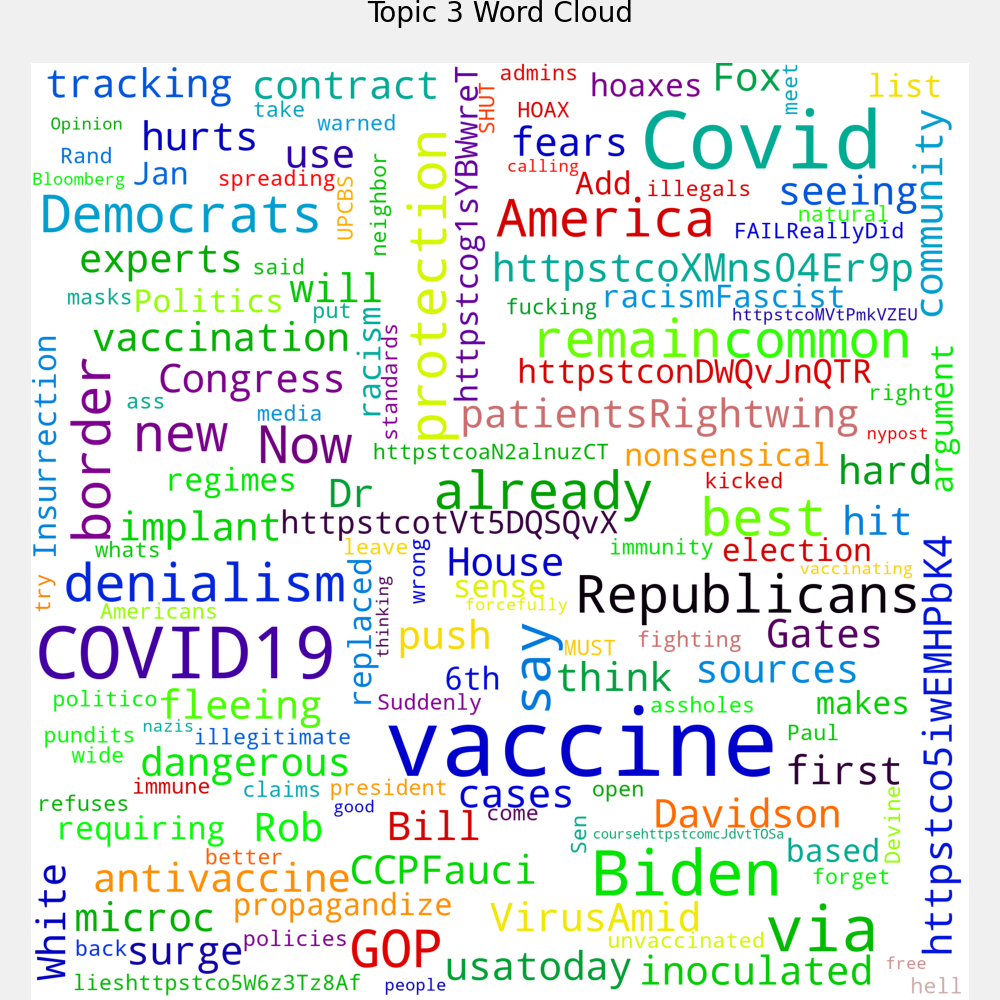 Topic 3 Word Cloud
tracking
contract
take
admins
hoaxes
Fox
meet
list
Opinion
hurts
warned
SHUT
HOAX
fears
Covid
Rand
use
calling
Bloomberg
Jan
spreading
UPCBS
neighbor
protection
httpstcog1sYBWwreT
Add
illegals
seeing
community
Democrats
America
natural
FAILReallyDid
experts
said
httpstcoXMnsO4Er9p
masks
Politics
will
put
fucking
racismFascist
httpstcoMVtPmkVZEU
vaccination
racism
standards
remaincommon
Insurrection
border
Congress
httpstconDWQvJnQTR
right
argument
ass
media
patientsRightwing
new
Now
nypost
httpstcoaN2alnuzCT
nonsensical
regimes
Dr
already
kicked
hard
implant
httpstcotVt5DQSQvX
best
hit
whats
leave
wrong
House
immunity
election
vaccinating
httpstco5iwEMHPbK4
try
denialism
replaced
thinking
sense
forcefully
Republicans
Americans
COVID19
push
say
MUST
fighting
Gates
6th
think
sources
politico
fleeing
Suddenly
assholes
makes
pundits
nazis
illegitimate
vaccine
Paul
wide
dangerous
first
immune
claims
president
cases
open
refuses
good
come
Davidson
Devine
requiring
Rob
Bill
Sen
coursehttpstcomcJdvtTOSa
based
better
antivaccine
CCPFauci
Biden
forget
White
microc
propagandize
VirusAmid
via
back
surge
policies
GOP
unvaccinated
usatoday
inoculated
free
lieshttpstco5W6z3Tz8Af
people
hell